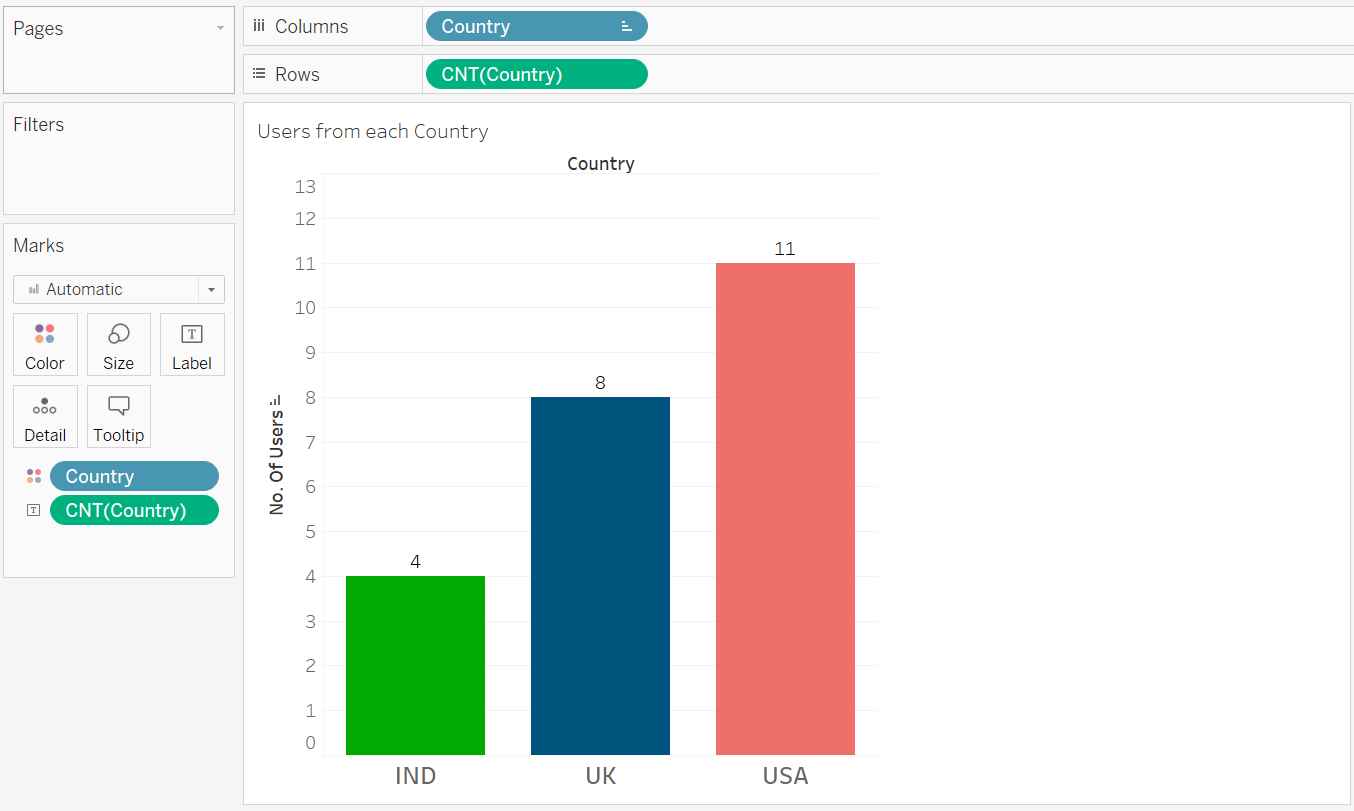 Pages
Columns
Country
Rows
CNT(Country)
Filters
Marks
Automatic
Color
Size
Label
Detail
Tooltip
Country
CNT(Country)
Users from each Country
Country
No. Of Users
13
12
11
10
9
8
7
6
5
4
3
2
1
0
4
8
11
IND
UK
USA